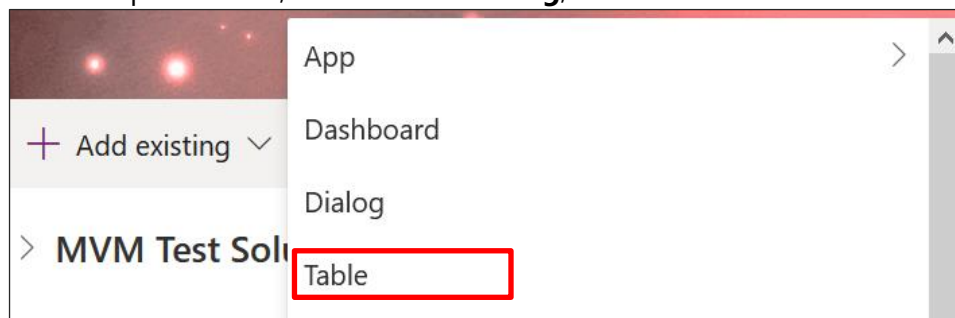 App
Dashboard
Add existing
Dialog
MVM Test Solu
Table